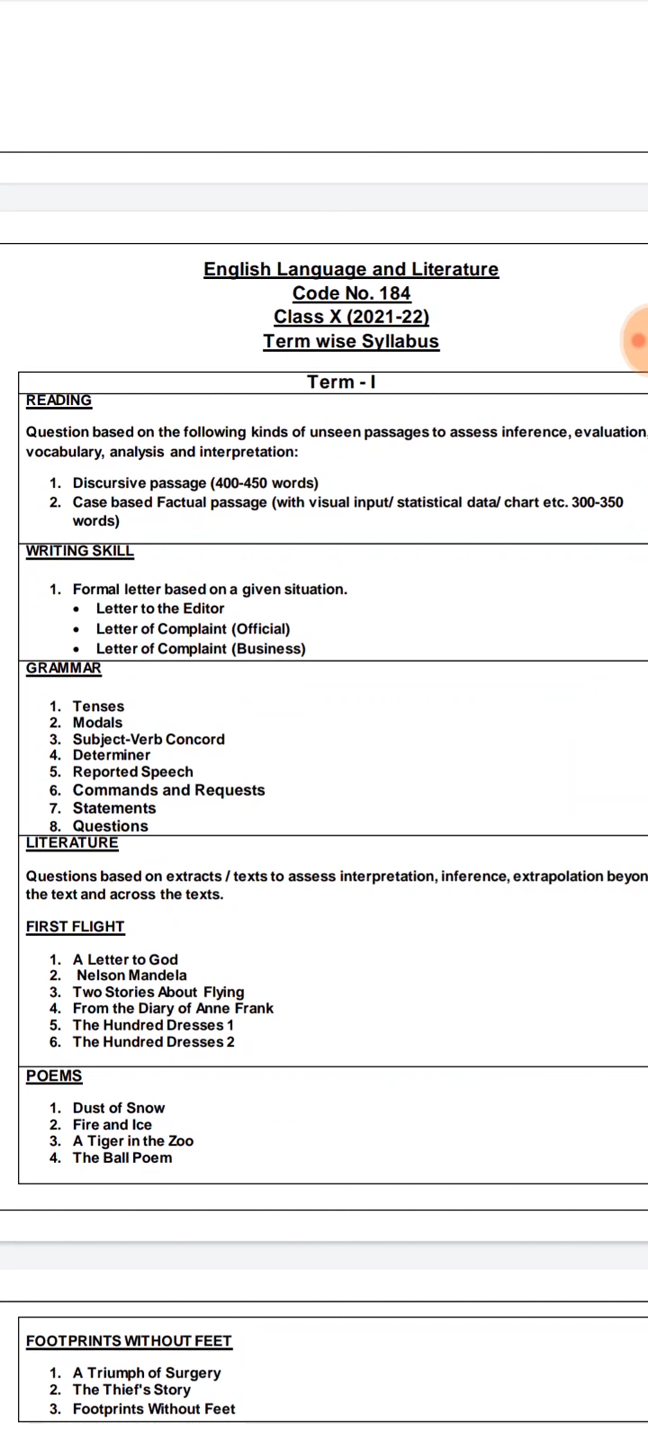 English Language and Literature
Code No. 184
Class X (2021-22)
Term wise Syllabus
Term - I
READING
Question based on the following kinds of unseen passages to assess inference, evaluation,
vocabulary, analysis and interpretation:
1. Discursive passage (400-450 words)
2. Case based Factual passage (with visual input/ statistical data/ chart etc. 300-350
words)
WRITING SKILL
1. Formal letter based on a given situation.
• Letter to the Editor
• Letter of Complaint (Official)
• Letter of Complaint (Business)
GRAMMAR
1. Tenses
2. Modals
3. Subject-Verb Concord
4. Determiner
5. Reported Speech
6. Commands and Requests
7. Statements
8. Questions
LITERATURE
Questions based on extracts / texts to assess interpretation, inference, extrapolation beyon
the text and across the texts.
FIRST FLIGHT
1. A Letter to God
2. Nelson Mandela
3. Two Stories About Flying
4. From the Diary of Anne Frank
5. The Hundred Dresses 1
6. The Hundred Dresses 2
POEMS
1. Dust of Snow
2. Fire and Ice
3. A Tiger in the Zoo
4. The Ball Poem
FOOTPRINTS WITHOUT FEET
1. A Triumph of Surgery
2. The Thief's Story
3. Footprints Without Feet